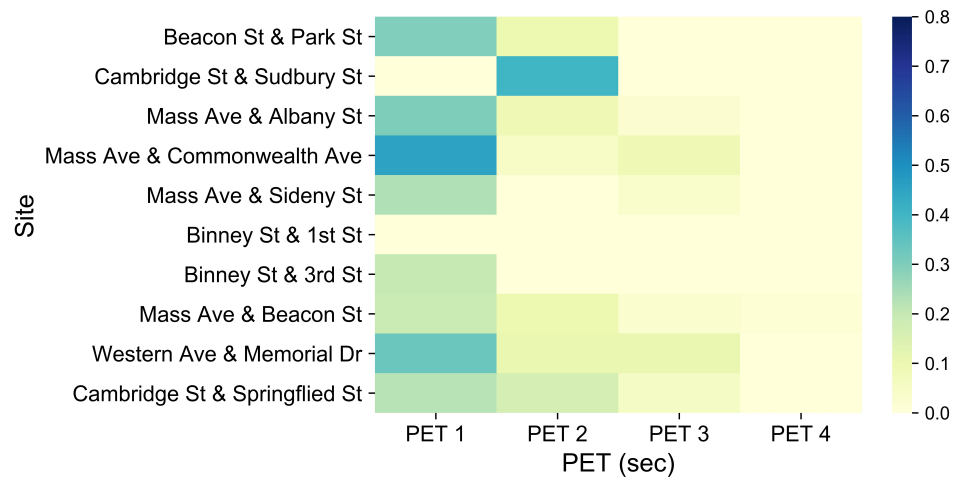 Beacon St & Park St
Cambridge St & Sudbury St
Mass Ave & Albany St
Mass Ave & Commonwealth Ave
Mass Ave & Sideny St
Binney St & 1st St
Binney St & 3rd St
Mass Ave & Beacon St
Western Ave & Memorial Dr
Cambridge St & Springflied St
Site
PET 1 PET 2 PET 3 PET 4
PET (sec)
0.8
0.7
0.6
0.5
0.4
0.3
0.2
0.1
0.0